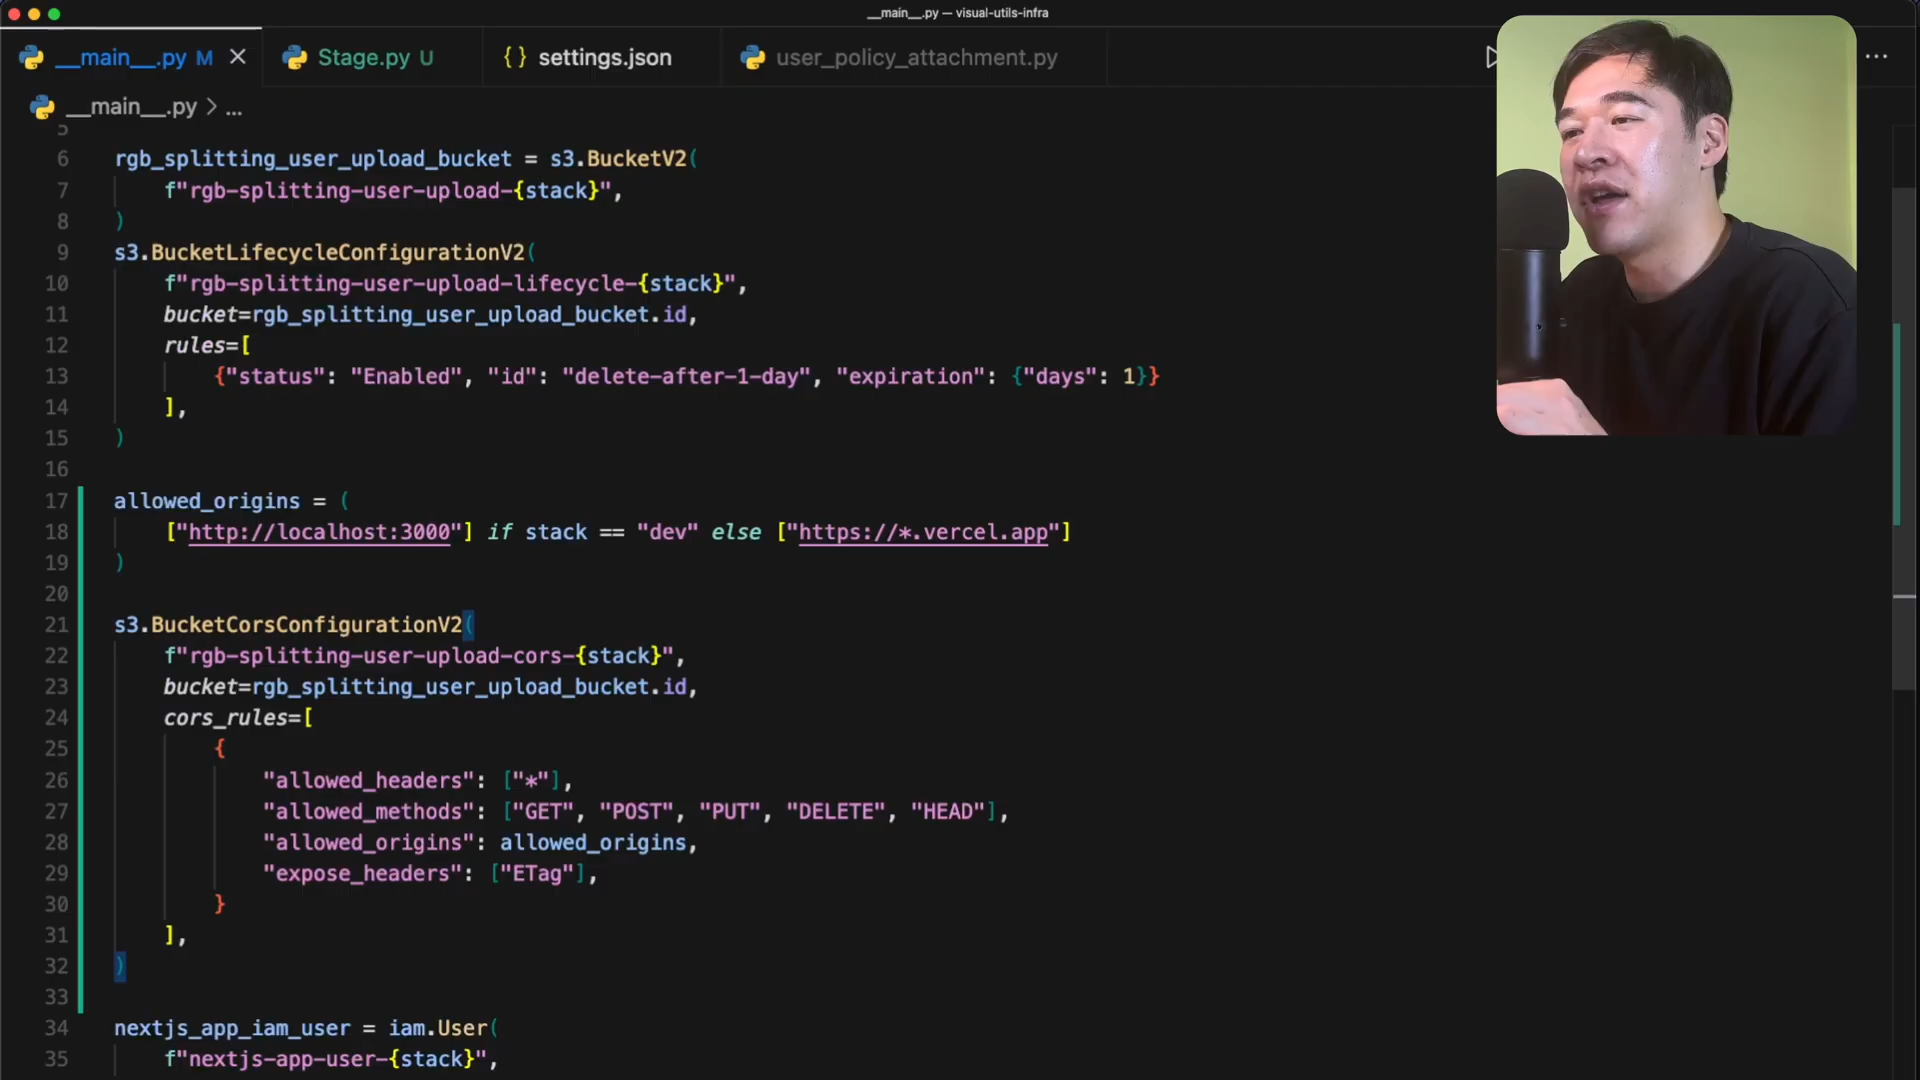 __main__.py — visual-utils-infra
__main__.py M
Stage.py U
{} settings.json
user_policy_attachment.py
__main__.py > ...
5
6 rgb_splitting_user_upload_bucket = s3.BucketV2(
7 f"rgb-splitting-user-upload-{stack}",
8 )
9 s3.BucketLifecycleConfigurationV2(
10 f"rgb-splitting-user-upload-lifecycle-{stack}",
11 bucket=rgb_splitting_user_upload_bucket.id,
12 rules=[
13 {"status": "Enabled", "id": "delete-after-1-day", "expiration": {"days": 1}}
14 ],
15 )
16
17 allowed_origins = (
18 ["http://localhost:3000"] if stack == "dev" else ["https://*.vercel.app"]
19 )
20
21 s3.BucketCorsConfigurationV2(
22 f"rgb-splitting-user-upload-cors-{stack}",
23 bucket=rgb_splitting_user_upload_bucket.id,
24 cors_rules=[
25 {
26 "allowed_headers": ["*"],
27 "allowed_methods": ["GET", "POST", "PUT", "DELETE", "HEAD"],
28 "allowed_origins": allowed_origins,
29 "expose_headers": ["ETag"],
30 }
31 ],
32 )
33
34 nextjs_app_iam_user = iam.User(
35 f"nextjs-app-user-{stack}",